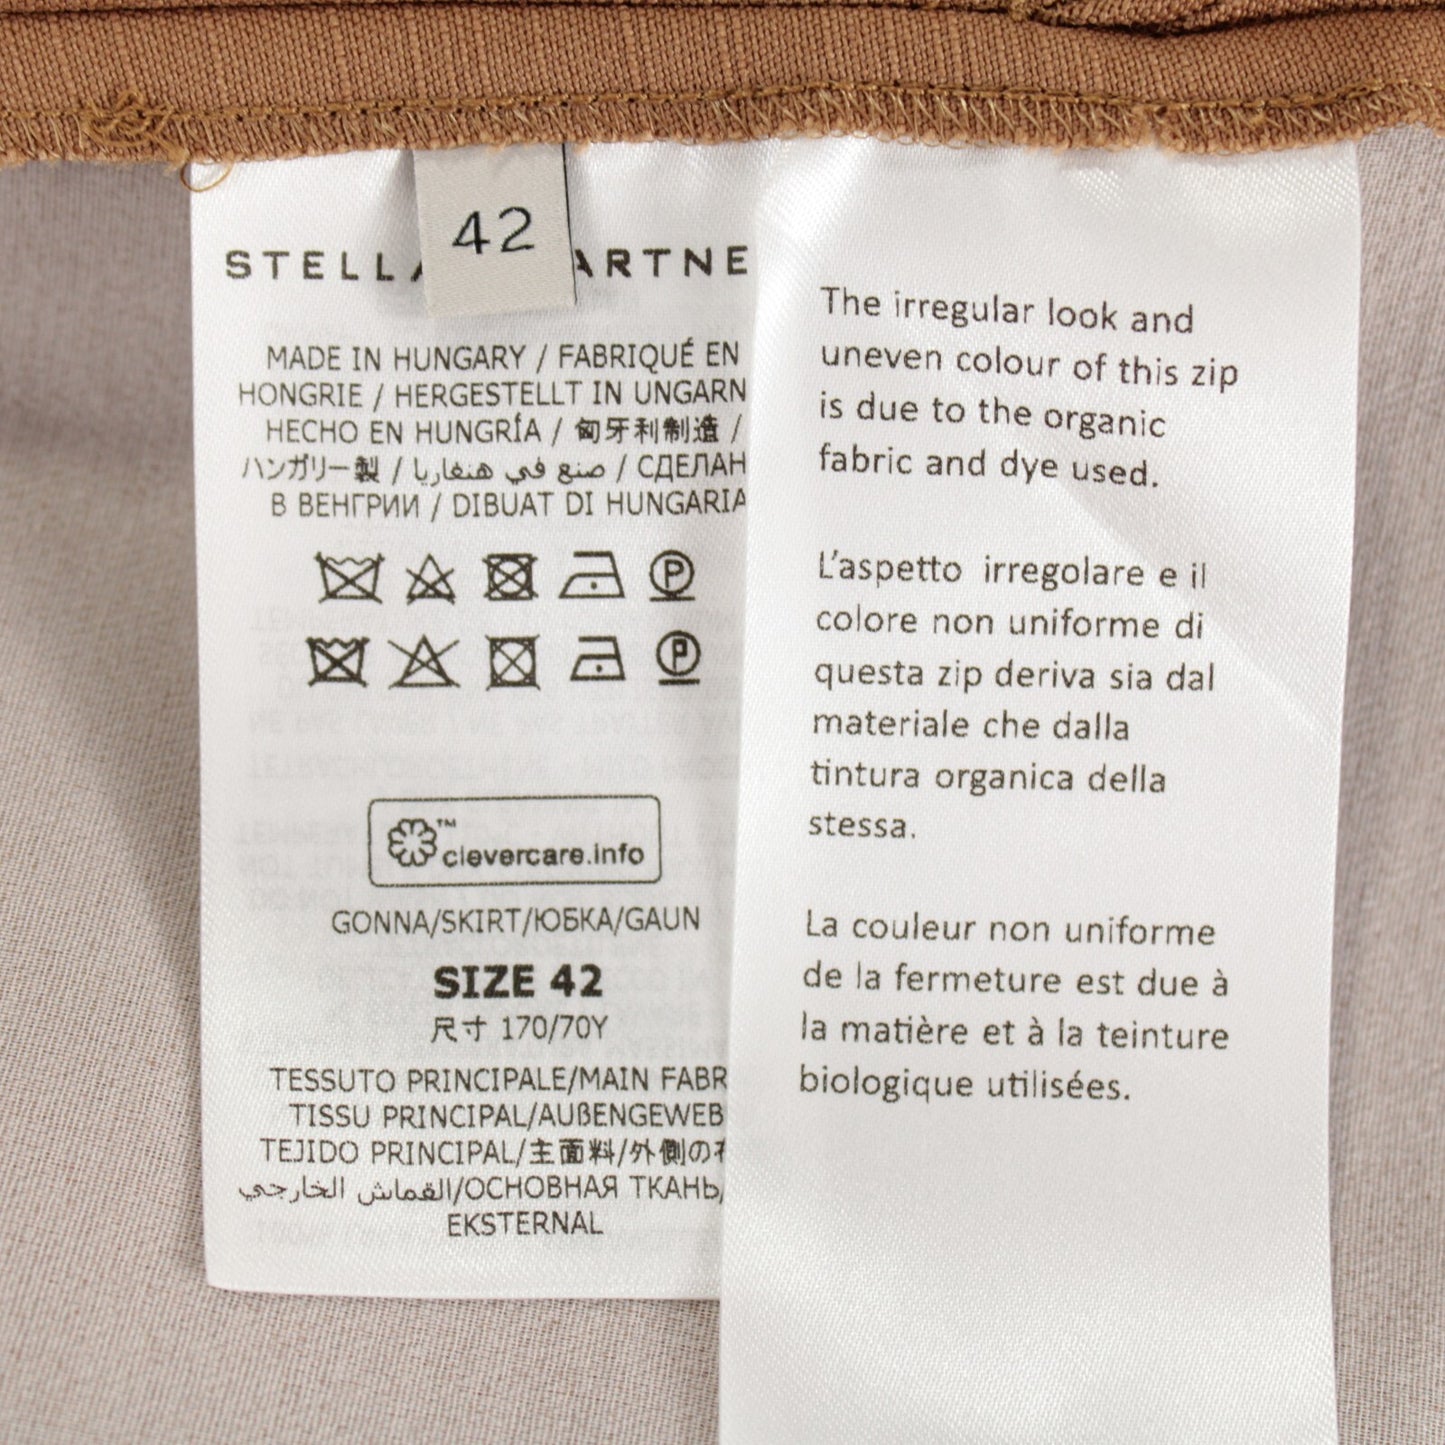 42
STELLA
ARTNE
MADE IN HUNGARY / FABRIQUÉ EN
HONGRIE / HERGESTELLT IN UNGARN
HECHO EN HUNGRÍA / 匈牙利制造 /
ハンガリー製 / صنع في هنغاريا / СДЕЛАН
В ВЕНГРИИ / DIBUAT DI HUNGARIA
P
P
™
clevercare.info
GONNA/SKIRT/ЮБКА/GAUN
SIZE 42
尺寸 170/70Y
TESSUTO PRINCIPALE/MAIN FABR
TISSU PRINCIPAL/AUßENGEWEB
TEJIDO PRINCIPAL/主面料/外側の
القماش الخارجي/ОСНОВНАЯ ТКАНЬ/
EKSTERNAL
The irregular look and
uneven colour of this zip
is due to the organic
fabric and dye used.
L'aspetto irregolare e il
colore non uniforme di
questa zip deriva sia dal
materiale che dalla
tintura organica della
stessa.
La couleur non uniforme
de la fermeture est due à
la matière et à la teinture
biologique utilisées.